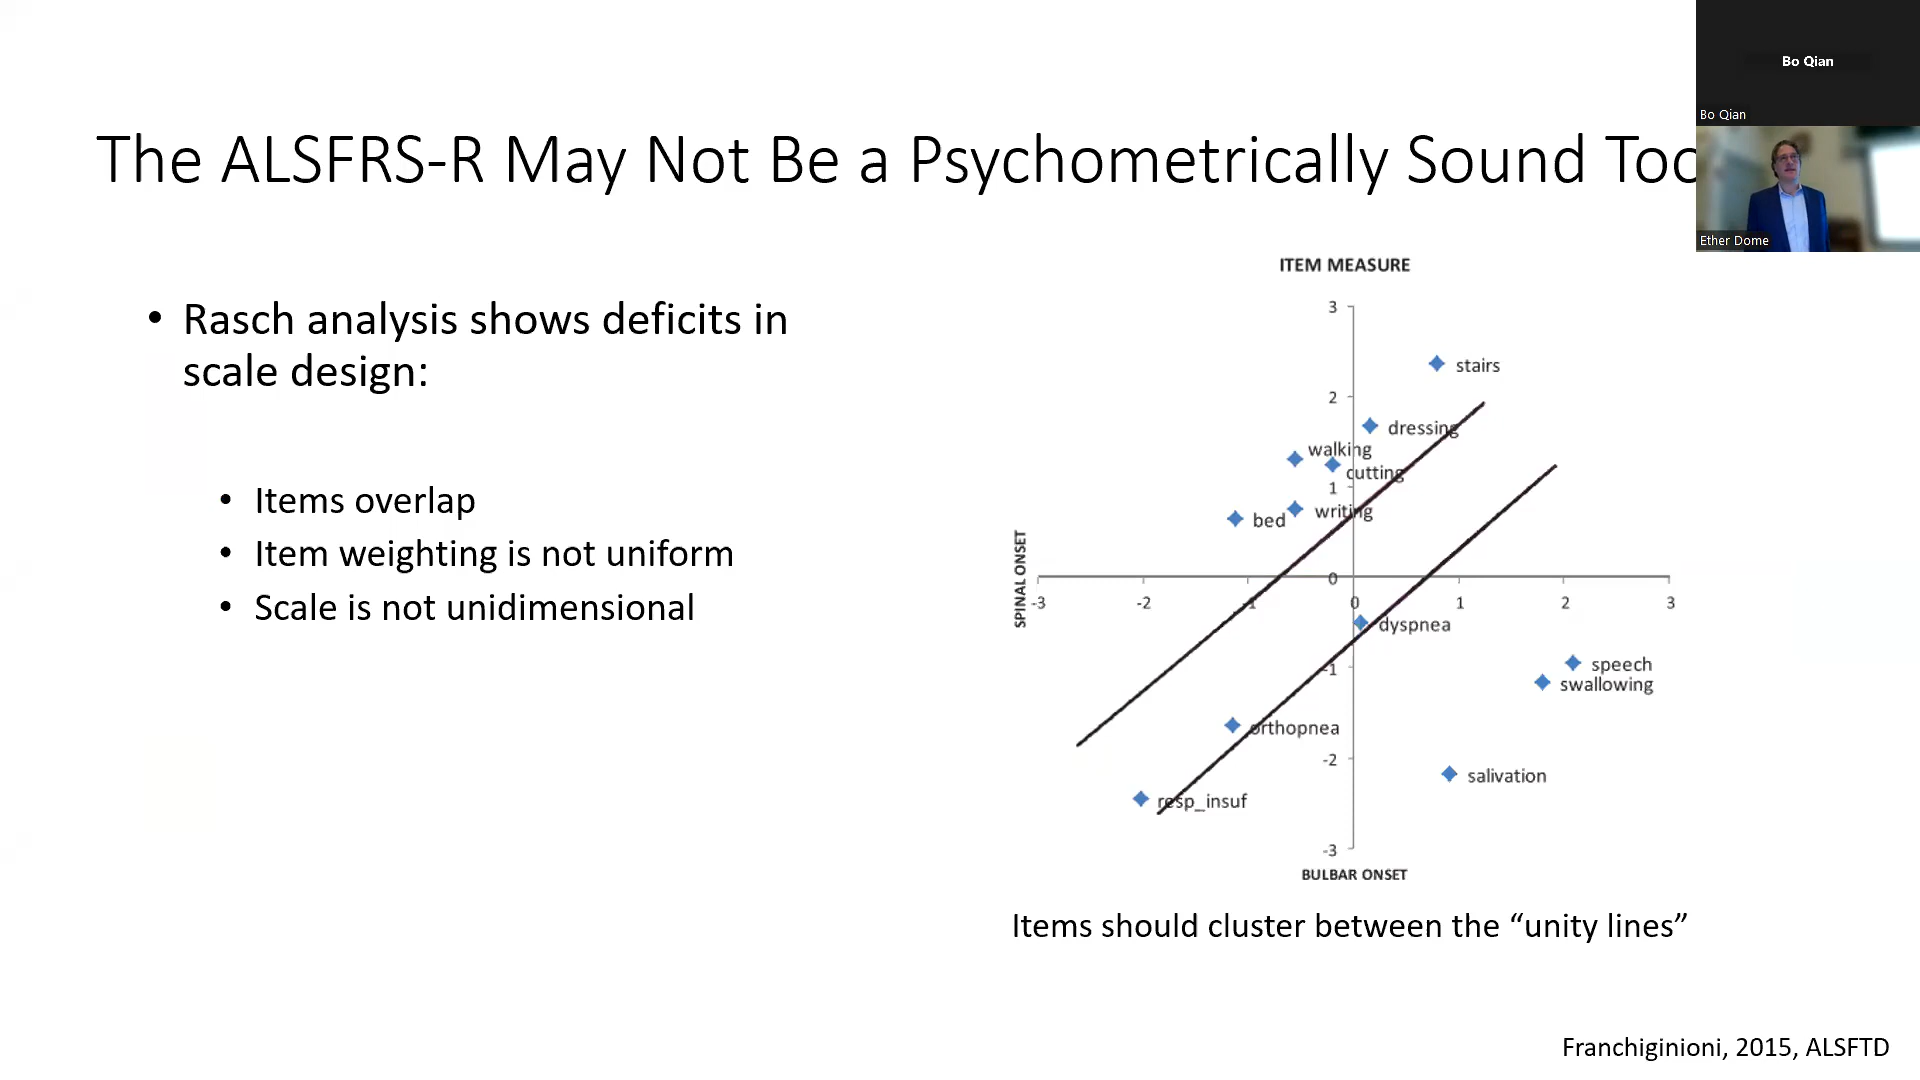 Bo Qian
Bo Qian
The ALSFRS-R May Not Be a Psychometrically Sound Too
Ether Dome
• Rasch analysis shows deficits in
scale design:
• Items overlap
• Item weighting is not uniform
• Scale is not unidimensional
ITEM MEASURE
3
stairs
2
dressing
walking
cutting
1
writing
bed
SPINAL ONSET
0
-3 -2 -1 0 1 2 3
dyspnea
-1
speech
swallowing
orthopnea
-2
salivation
resp_insuf
-3
BULBAR ONSET
Items should cluster between the “unity lines”
Franchiginioni, 2015, ALSFTD